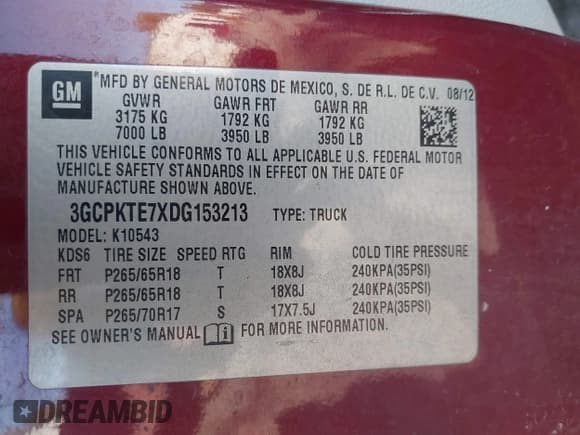 GM
*MFD BY GENERAL MOTORS DE MEXICO, S. DE R.L. DE C.V. 08/12
GVWR GAWR FRT GAWR RR
3175 KG 1792 KG 1792 KG
7000 LB 3950 LB 3950 LB
THIS VEHICLE CONFORMS TO ALL APPLICABLE U.S. FEDERAL MOTOR
VEHICLE SAFETY STANDARDS IN EFFECT ON THE DATE OF
MANUFACTURE SHOWN ABOVE.
3GCPKTE7XDG153213 TYPE: TRUCK
MODEL: K10543
KDS6 TIRE SIZE SPEED RTG RIM COLD TIRE PRESSURE
FRT P265/65R18 T 18X8J 240KPA(35PSI)
RR P265/65R18 T 18X8J 240KPA(35PSI)
SPA P265/70R17 S 17X7.5J 240KPA(35PSI)
SEE OWNER'S MANUAL i FOR MORE INFORMATION.
DREAMBID